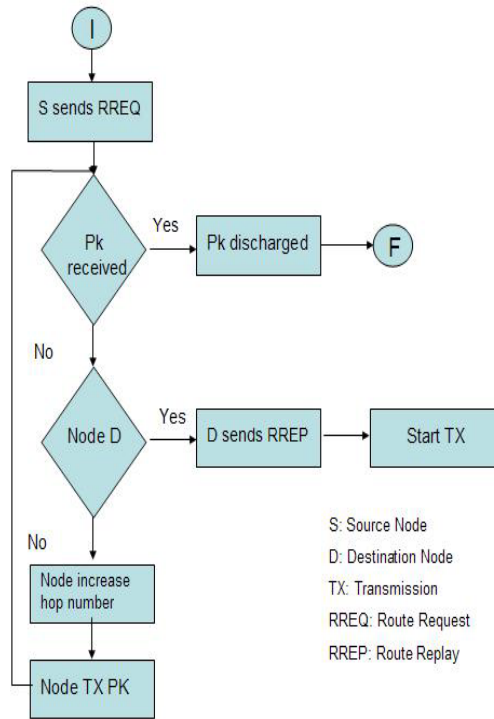 I
S sends RREQ
Pk
received
Yes
Pk discharged
F
No
Node D
Yes
D sends RREP
Start TX
No
Node increase
hop number
Node TX PK
S: Source Node
D: Destination Node
TX: Transmission
RREQ: Route Request
RREP: Route Replay